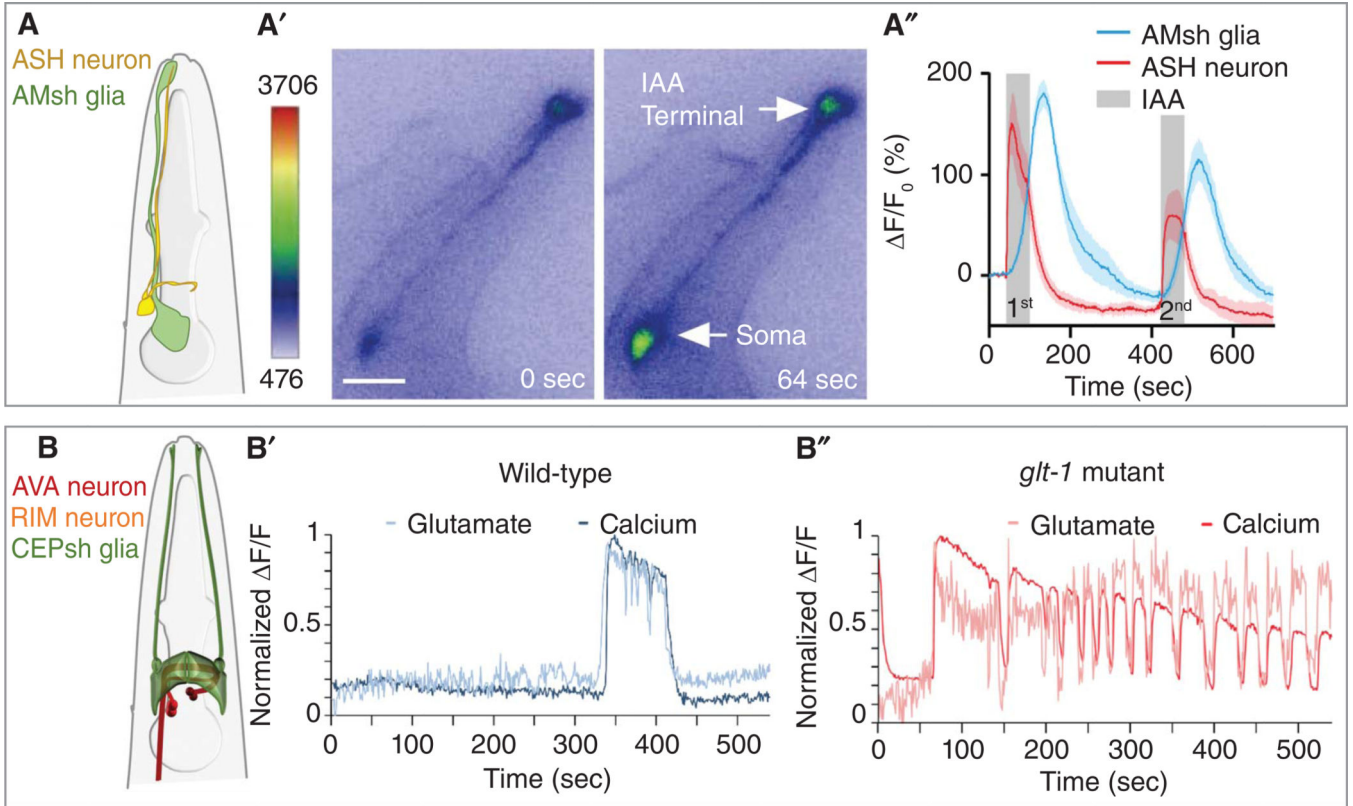 A
ASH neuron
AMsh glia
A′
3706
476
IAA
Terminal
Soma
0 sec
64 sec
A″
AMsh glia
ASH neuron
IAA
ΔF/F0 (%)
200
100
0
1st
2nd
0 200 400 600
Time (sec)
B
AVA neuron
RIM neuron
CEPsh glia
B′
Wild-type
Glutamate Calcium
Normalized ΔF/F
1
0.5
0
0 100 200 300 400 500
Time (sec)
B″
glt-1 mutant
Glutamate Calcium
Normalized ΔF/F
1
0.5
0
0 100 200 300 400 500
Time (sec)